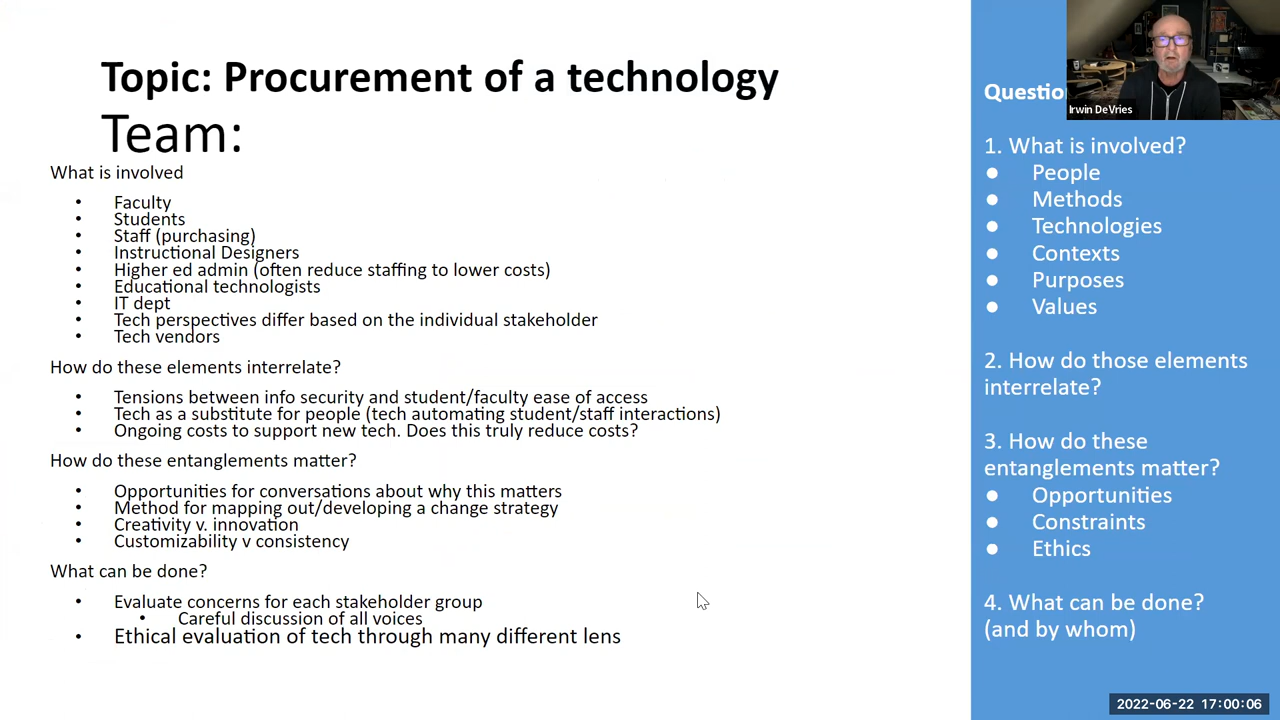 Topic: Procurement of a technology
Team:
What is involved
• Faculty
• Students
• Staff (purchasing)
• Instructional Designers
• Higher ed admin (often reduce staffing to lower costs)
• Educational technologists
• IT dept
• Tech perspectives differ based on the individual stakeholder
• Tech vendors
How do these elements interrelate?
• Tensions between info security and student/faculty ease of access
• Tech as a substitute for people (tech automating student/staff interactions)
• Ongoing costs to support new tech. Does this truly reduce costs?
How do these entanglements matter?
• Opportunities for conversations about why this matters
• Method for mapping out/developing a change strategy
• Creativity v. innovation
• Customizability v consistency
What can be done?
• Evaluate concerns for each stakeholder group
• Careful discussion of all voices
• Ethical evaluation of tech through many different lens
Irwin DeVries
1. What is involved?
● People
● Methods
● Technologies
● Contexts
● Purposes
● Values
2. How do those elements
interrelate?
3. How do these
entanglements matter?
● Opportunities
● Constraints
● Ethics
4. What can be done?
(and by whom)
2022-06-22 17:00:06